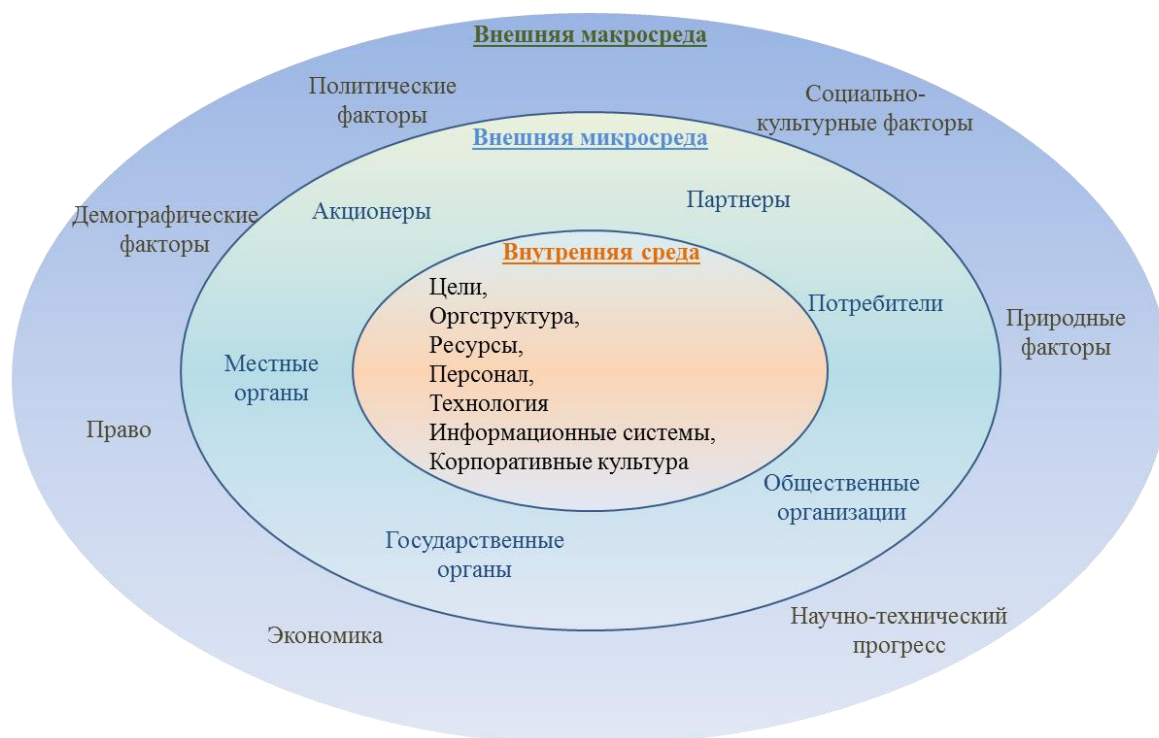 Внешняя макросреда
Политические
факторы
Социально-
культурные факторы
Внешняя микросреда
Демографические
факторы
Акционеры
Партнеры
Внутренняя среда
Цели,
Оргструктура,
Ресурсы,
Персонал,
Технология
Информационные системы,
Корпоративные культура
Потребители
Природные
факторы
Местные
органы
Право
Общественные
организации
Государственные
органы
Экономика
Научно-технический
прогресс